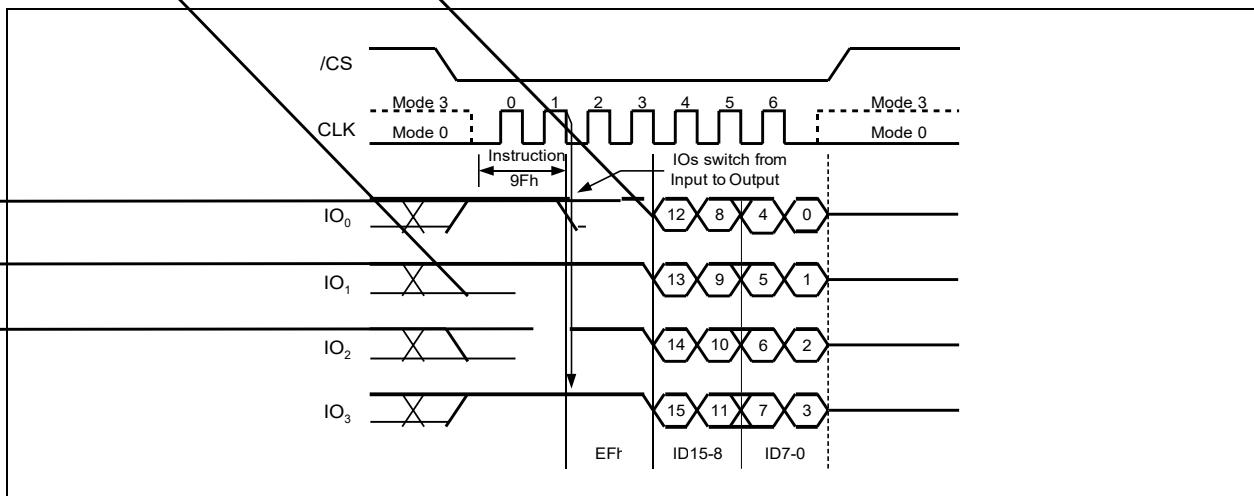 /CS
Mode 3 0 1 2 3 4 5 6 Mode 3
CLK Mode 0 Mode 0
Instruction IOs switch from
9Fh Input to Output
IO0 12 8 4 0
IO1 13 9 5 1
IO2 14 10 6 2
IO3 15 11 7 3
EFh ID15-8 ID7-0